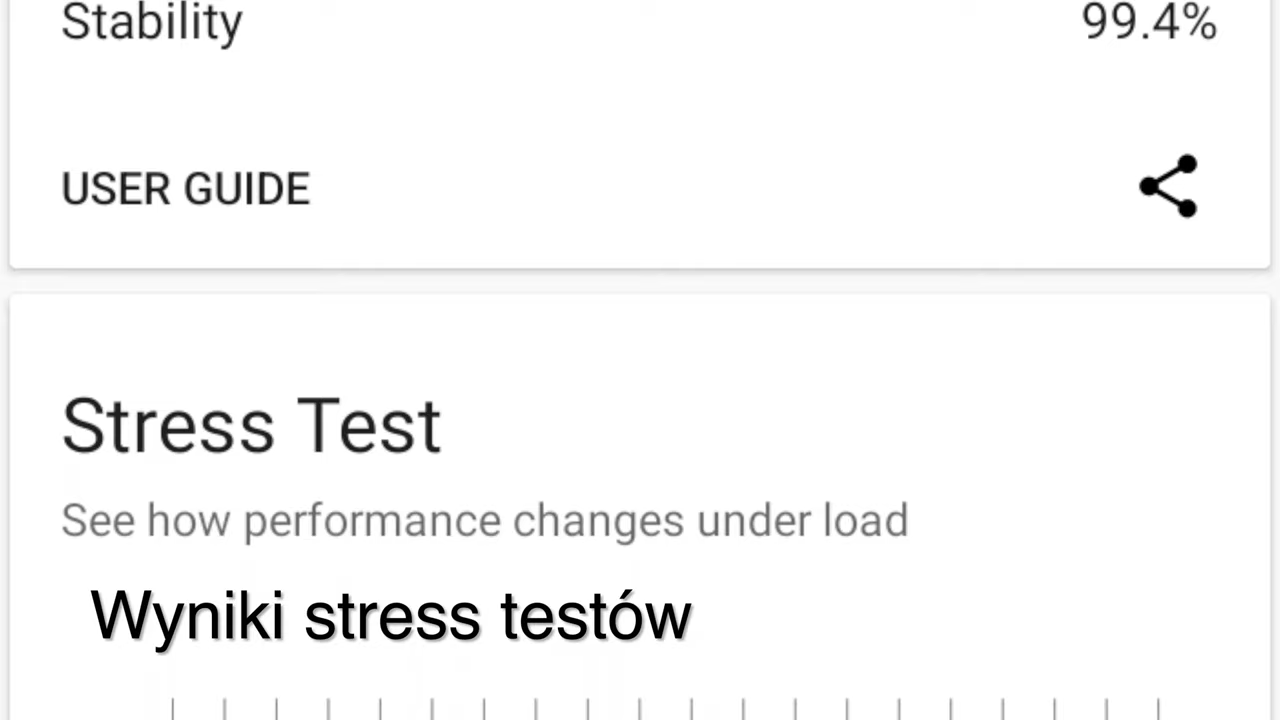 Stability 99.4%
USER GUIDE
Stress Test
See how performance changes under load
Wyniki stress testów